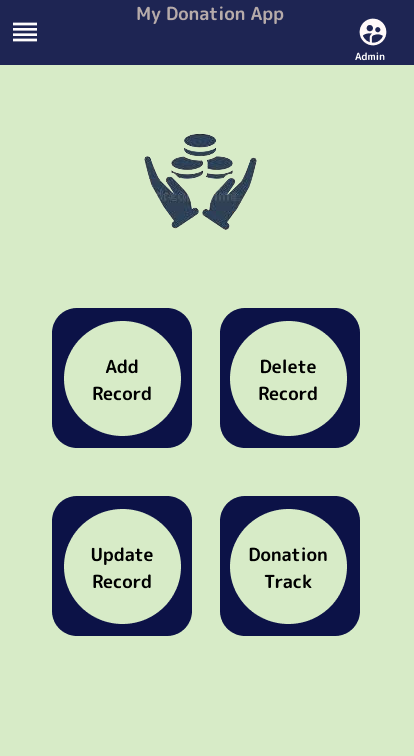 My Donation App
Admin
Add
Record
Delete
Record
Update
Record
Donation
Track